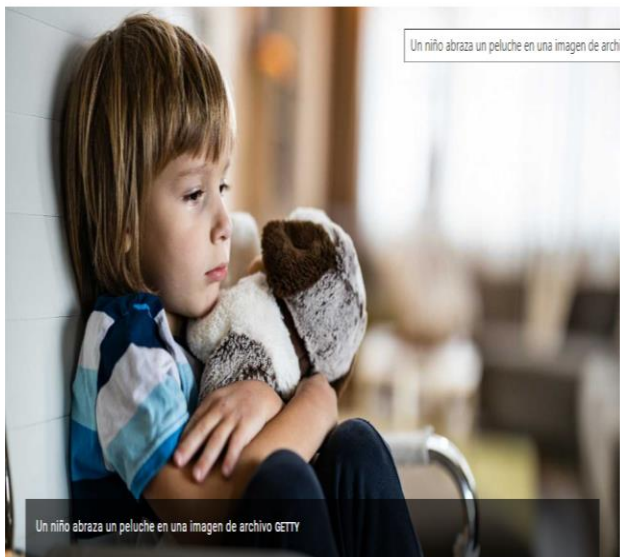 Un niño abraza un peluche en una imagen de archi
Un niño abraza un peluche en una imagen de archivo GETTY